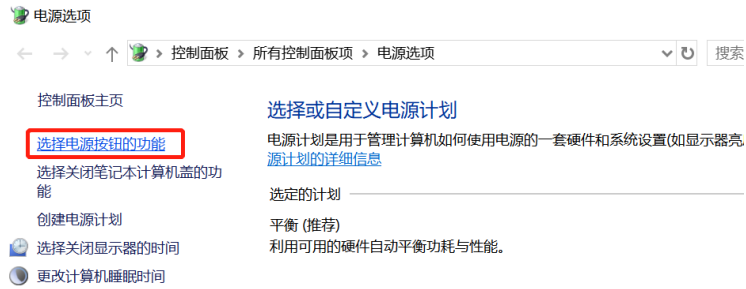 电源选项
控制面板 > 所有控制面板项 > 电源选项
搜索
控制面板主页
选择电源按钮的功能
选择关闭笔记本计算机盖的功
能
创建电源计划
选择关闭显示器的时间
更改计算机睡眠时间
选择或自定义电源计划
电源计划是用于管理计算机如何使用电源的一套硬件和系统设置(如显示器亮
源计划的详细信息
选定的计划
平衡 (推荐)
利用可用的硬件自动平衡功耗与性能。